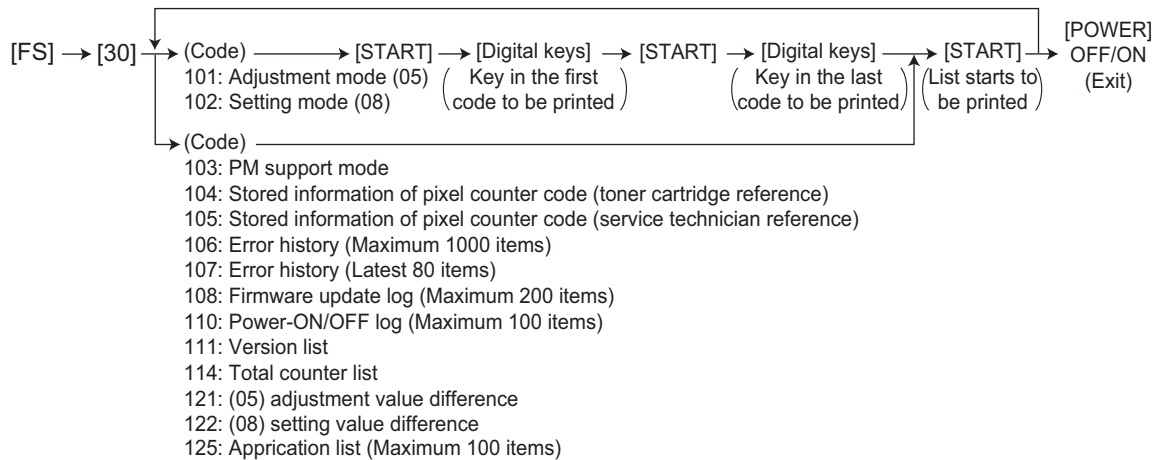 [FS] → [30] → (Code) → [START] → [Digital keys] → [START] → [Digital keys] → [START] → [POWER]
OFF/ON
(Exit)
101: Adjustment mode (05)
102: Setting mode (08)
(Key in the first
code to be printed)
(Key in the last
code to be printed)
(List starts to
be printed)
(Code)
103: PM support mode
104: Stored information of pixel counter code (toner cartridge reference)
105: Stored information of pixel counter code (service technician reference)
106: Error history (Maximum 1000 items)
107: Error history (Latest 80 items)
108: Firmware update log (Maximum 200 items)
110: Power-ON/OFF log (Maximum 100 items)
111: Version list
114: Total counter list
121: (05) adjustment value difference
122: (08) setting value difference
125: Apprication list (Maximum 100 items)